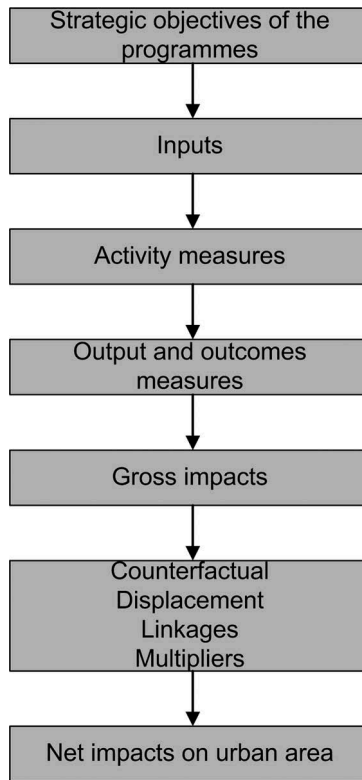 Strategic objectives of the
programmes
Inputs
Activity measures
Output and outcomes
measures
Gross impacts
Counterfactual
Displacement
Linkages
Multipliers
Net impacts on urban area